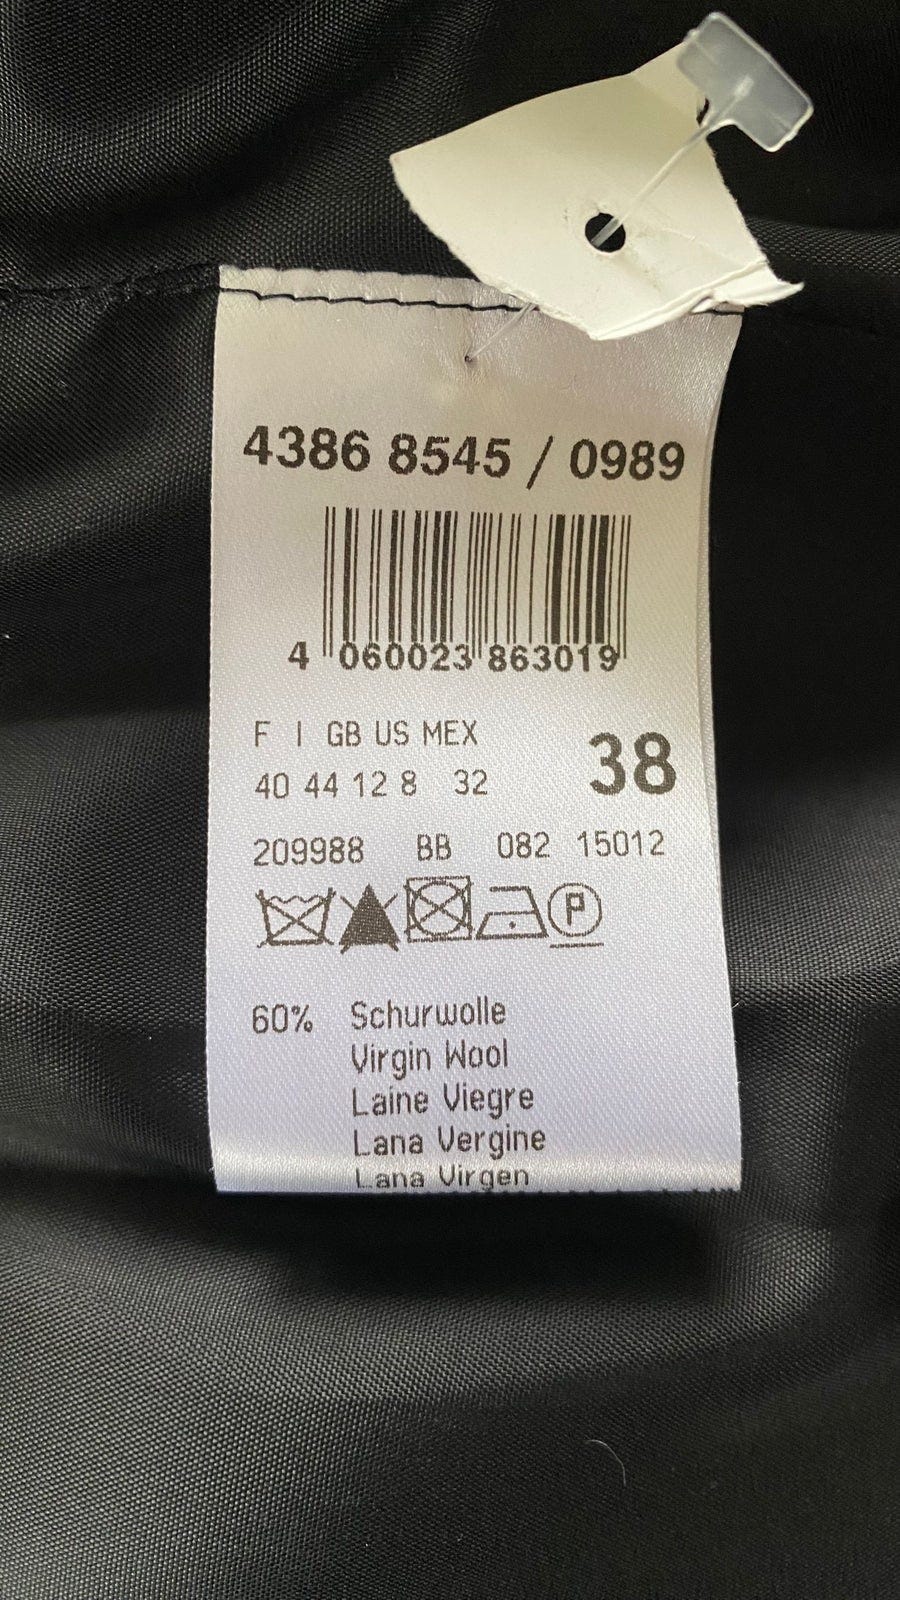 4386 8545 / 0989
4 060023 863019
F I GB US MEX
40 44 12 8 32 38
209988 BB 082 15012
P
60% Schurwolle
Virgin Wool
Laine Viegre
Lana Vergine
Lana Virgen